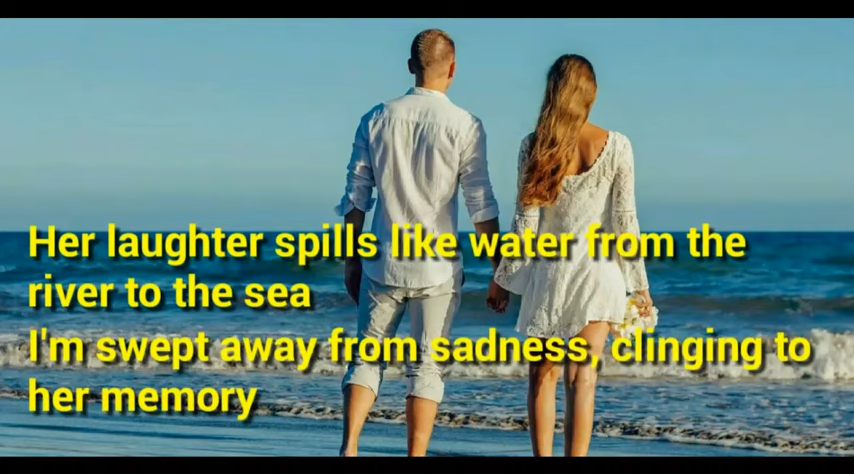 Her laughter spills like water from the
river to the sea
I'm swept away from sadness, clinging to
her memory